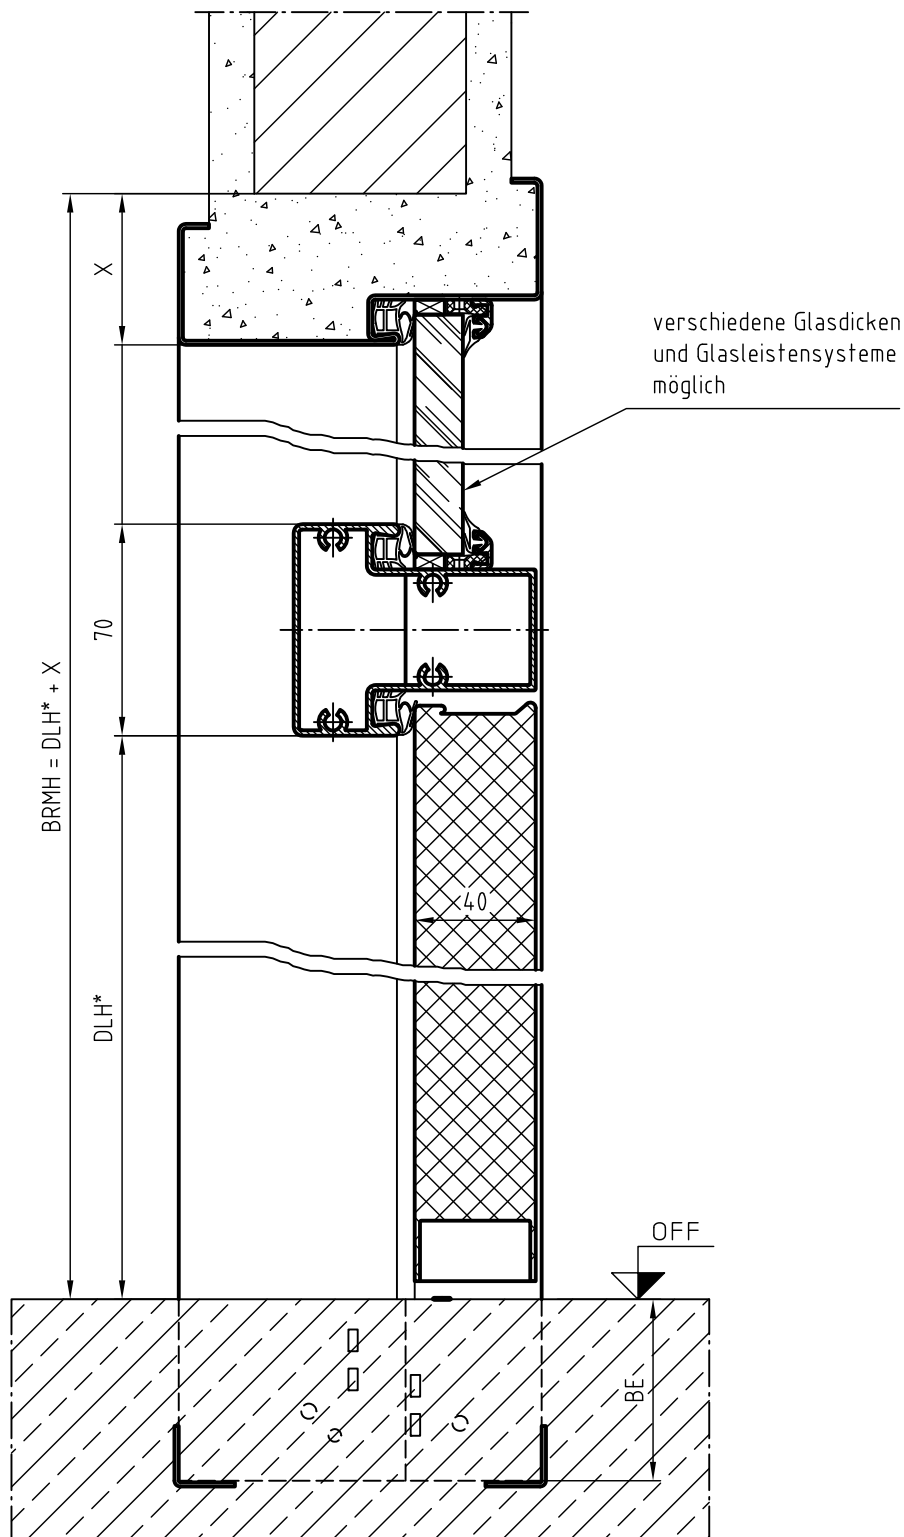 X
verschiedene Glasdicken
und Glasleistensysteme
möglich
70
BRMH = DLH* + X
40
DLH*
OFF
BE